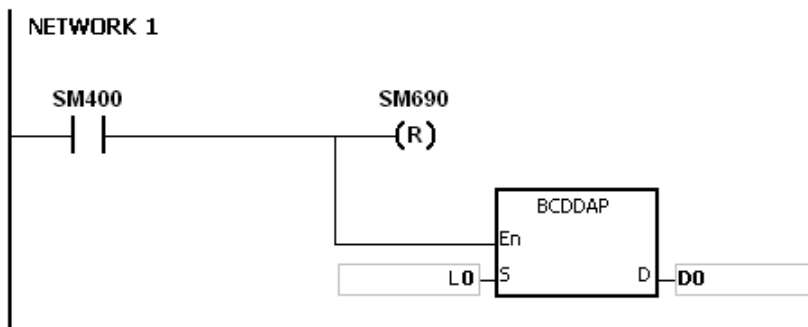 NETWORK 1
SM400
SM690
(R)
BCDDAP
En
L0
S
D
D0